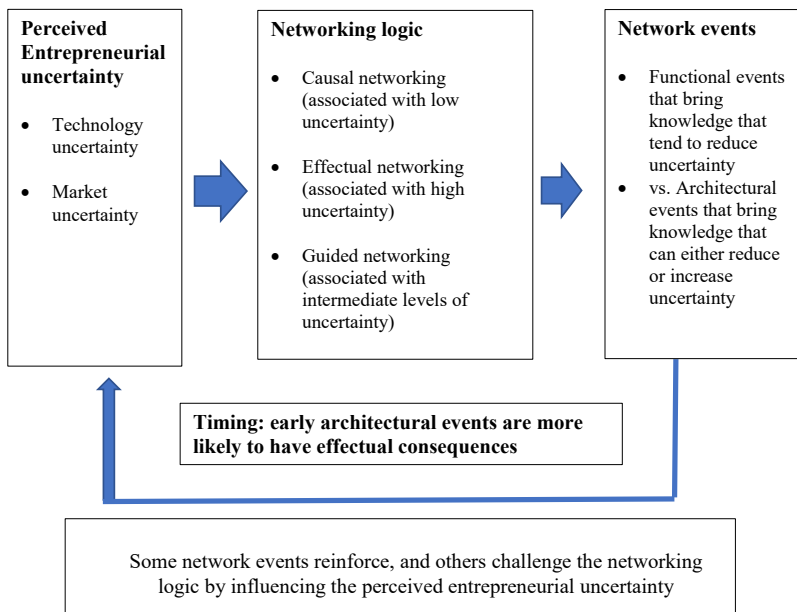 Perceived
Entrepreneurial
uncertainty
• Technology
uncertainty
• Market
uncertainty
Networking logic
• Causal networking
(associated with low
uncertainty)
• Effectual networking
(associated with high
uncertainty)
• Guided networking
(associated with
intermediate levels of
uncertainty)
Network events
• Functional events
that bring
knowledge that
tend to reduce
uncertainty
• vs. Architectural
events that bring
knowledge that
can either reduce
or increase
uncertainty
Timing: early architectural events are more
likely to have effectual consequences
Some network events reinforce, and others challenge the networking
logic by influencing the perceived entrepreneurial uncertainty